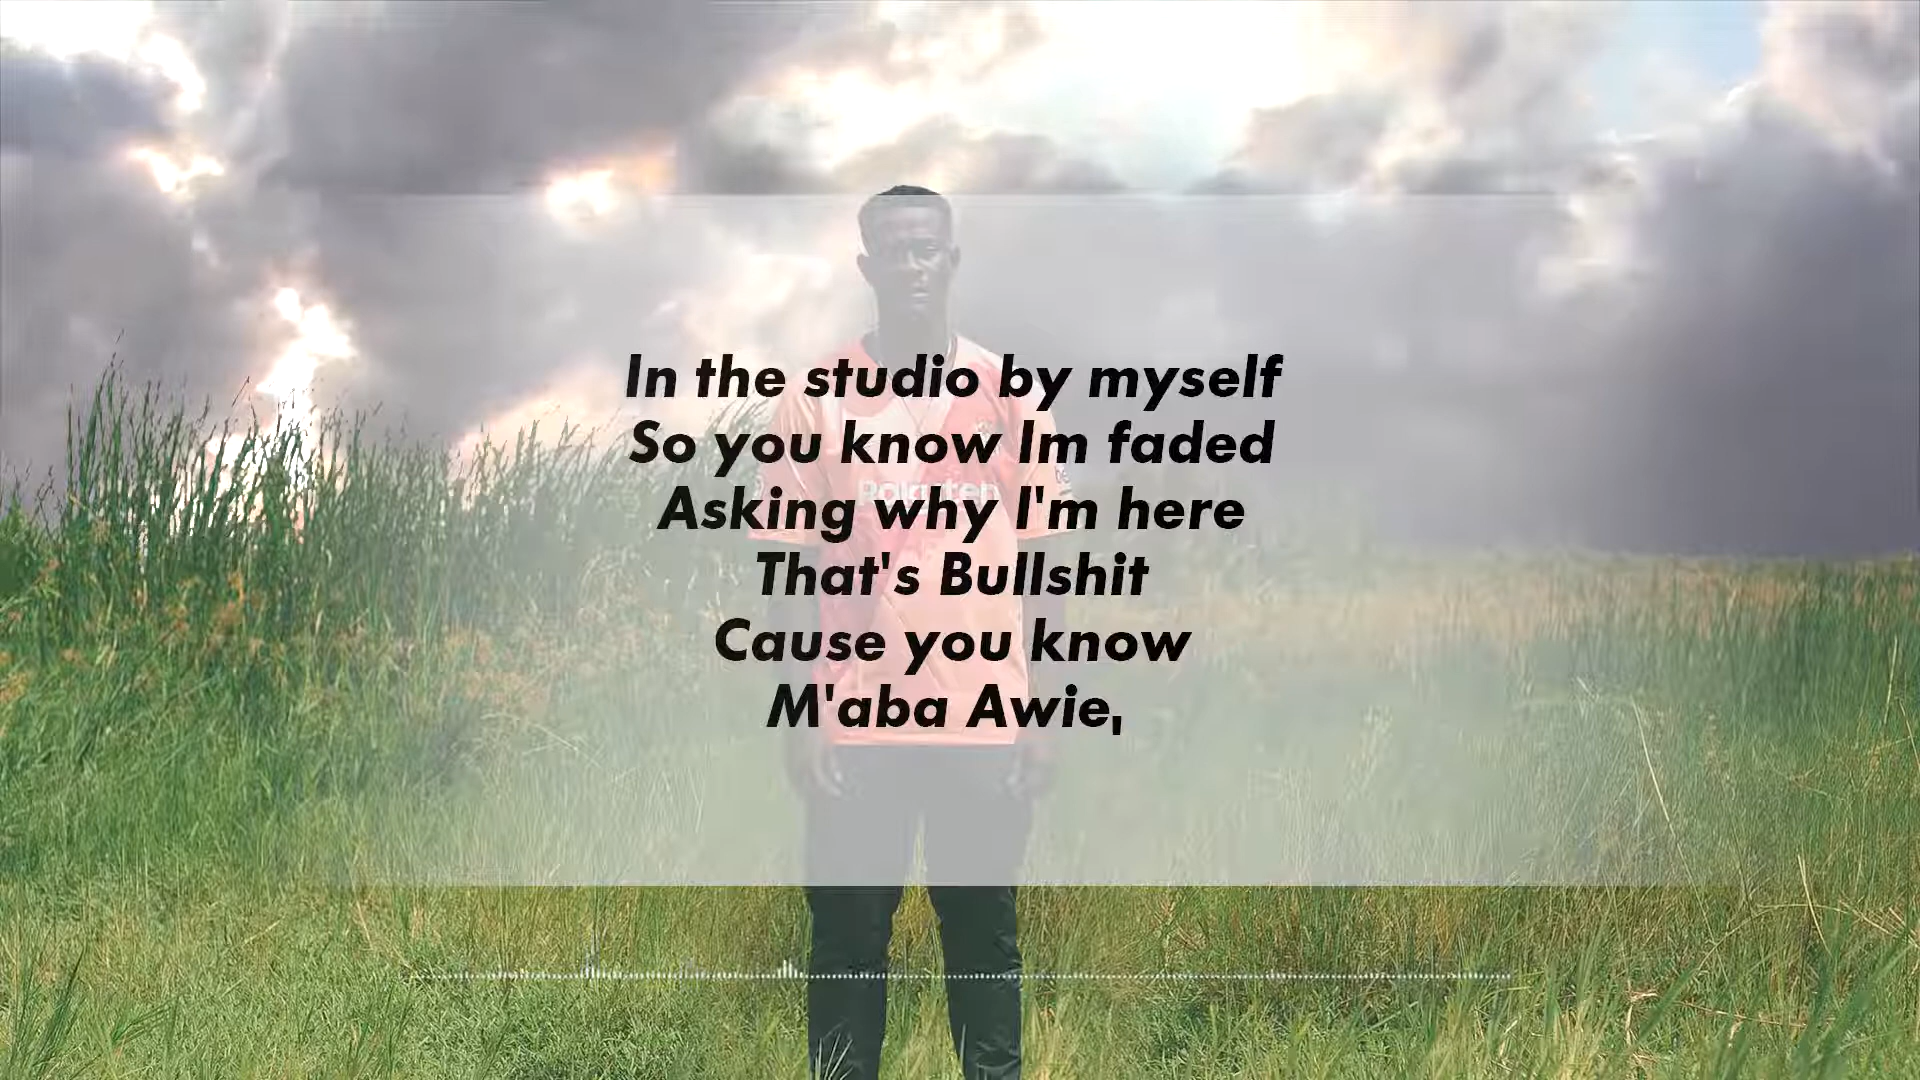 In the studio by myself
So you know Im faded
Asking why I'm here
That's Bullshit
Cause you know
M'aba Awie,
Rakuten